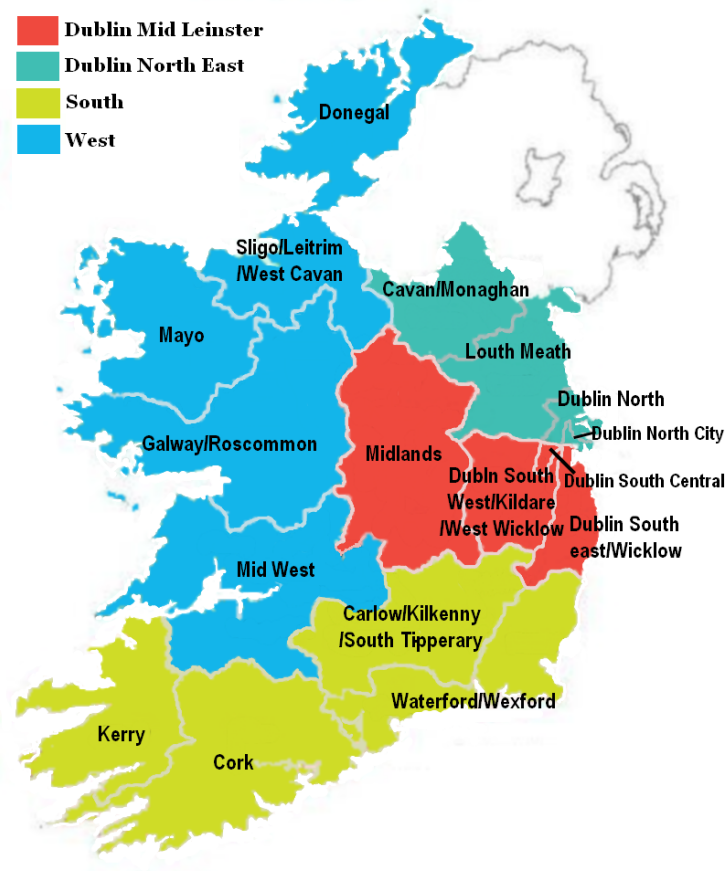 Dublin Mid Leinster
Dublin North East
South
West
Donegal
Sligo/Leitrim
/West Cavan
Cavan/Monaghan
Mayo
Louth Meath
Dublin North
Dublin North City
Galway/Roscommon
Midlands
Dubln South
West/Kildare
/West Wicklow
Dublin South Central
Dublin South
east/Wicklow
Mid West
Carlow/Kilkenny
/South Tipperary
Waterford/Wexford
Kerry
Cork